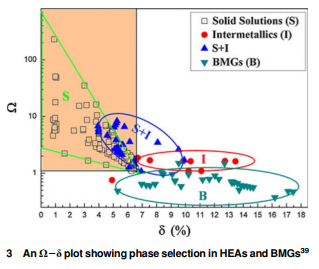 Solid Solutions (S)
Intermetallics (I)
S+I
BMGs (B)
100
10
1
Ω
S
S+I
I
B
0 1 2 3 4 5 6 7 8 9 10 11 12 13 14 15 16 17 18
δ (%)
3 An Ω–δ plot showing phase selection in HEAs and BMGs39